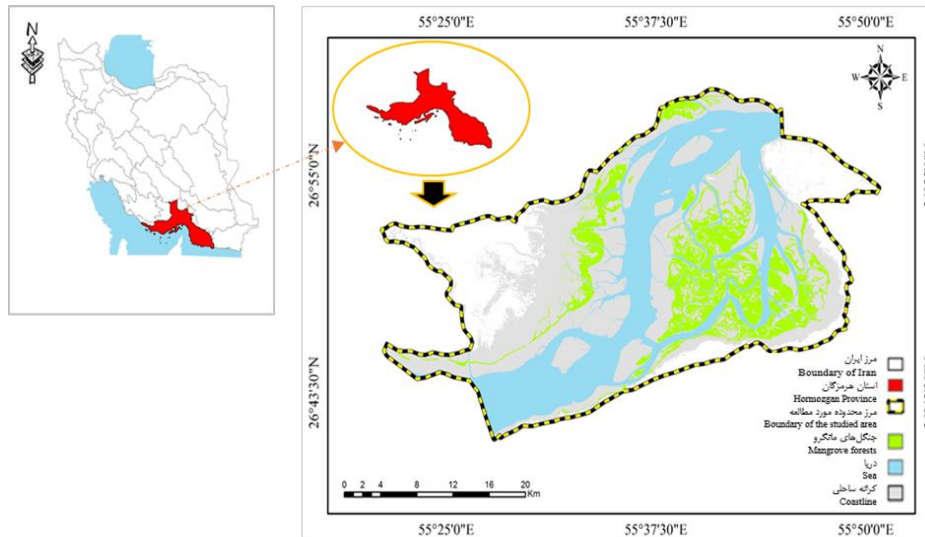 N
55°25'0"E 55°37'30"E 55°50'0"E
N
W E
S
26°55'0"N
26°43'30"N
مرز ایران
Boundary of Iran
استان هرمزگان
Hormozgan Province
مرز محدوده مورد مطالعه
Boundary of the studied area
جنگل‌های مانگرو
Mangrove forests
دریا
Sea
کرانه ساحلی
Coastline
0 2 4 8 12 16 20
Km
55°25'0"E 55°37'30"E 55°50'0"E